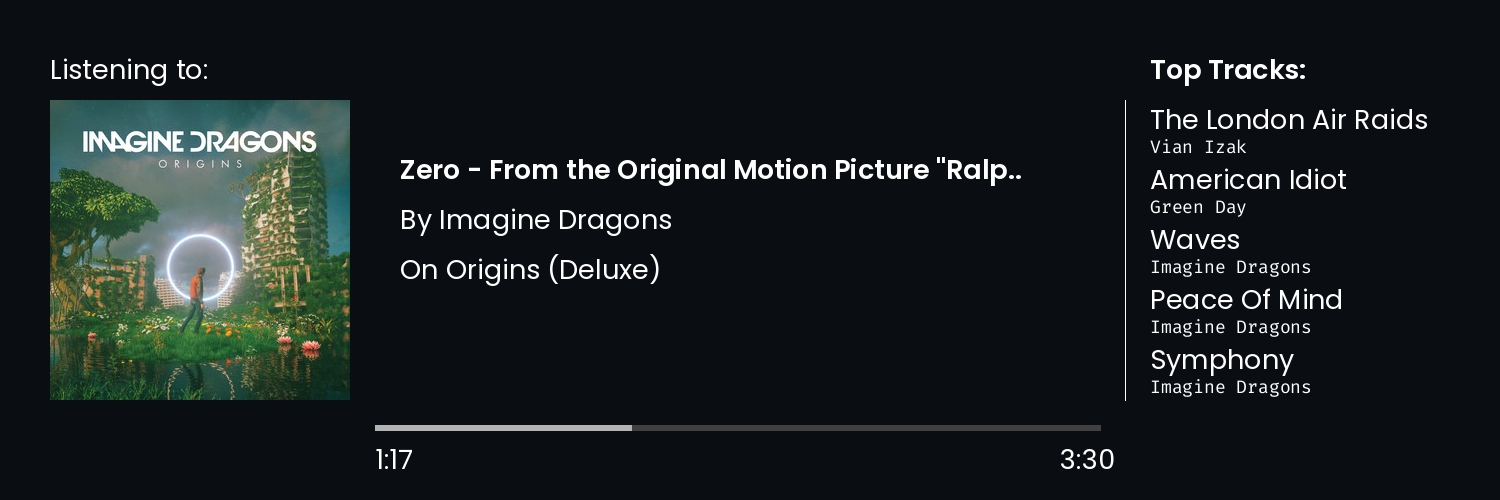 Listening to:
IMAGINE DRAGONS
ORIGINS
Zero - From the Original Motion Picture "Ralp..
By Imagine Dragons
On Origins (Deluxe)
1:17
3:30
Top Tracks:
The London Air Raids
Vian Izak
American Idiot
Green Day
Waves
Imagine Dragons
Peace Of Mind
Imagine Dragons
Symphony
Imagine Dragons